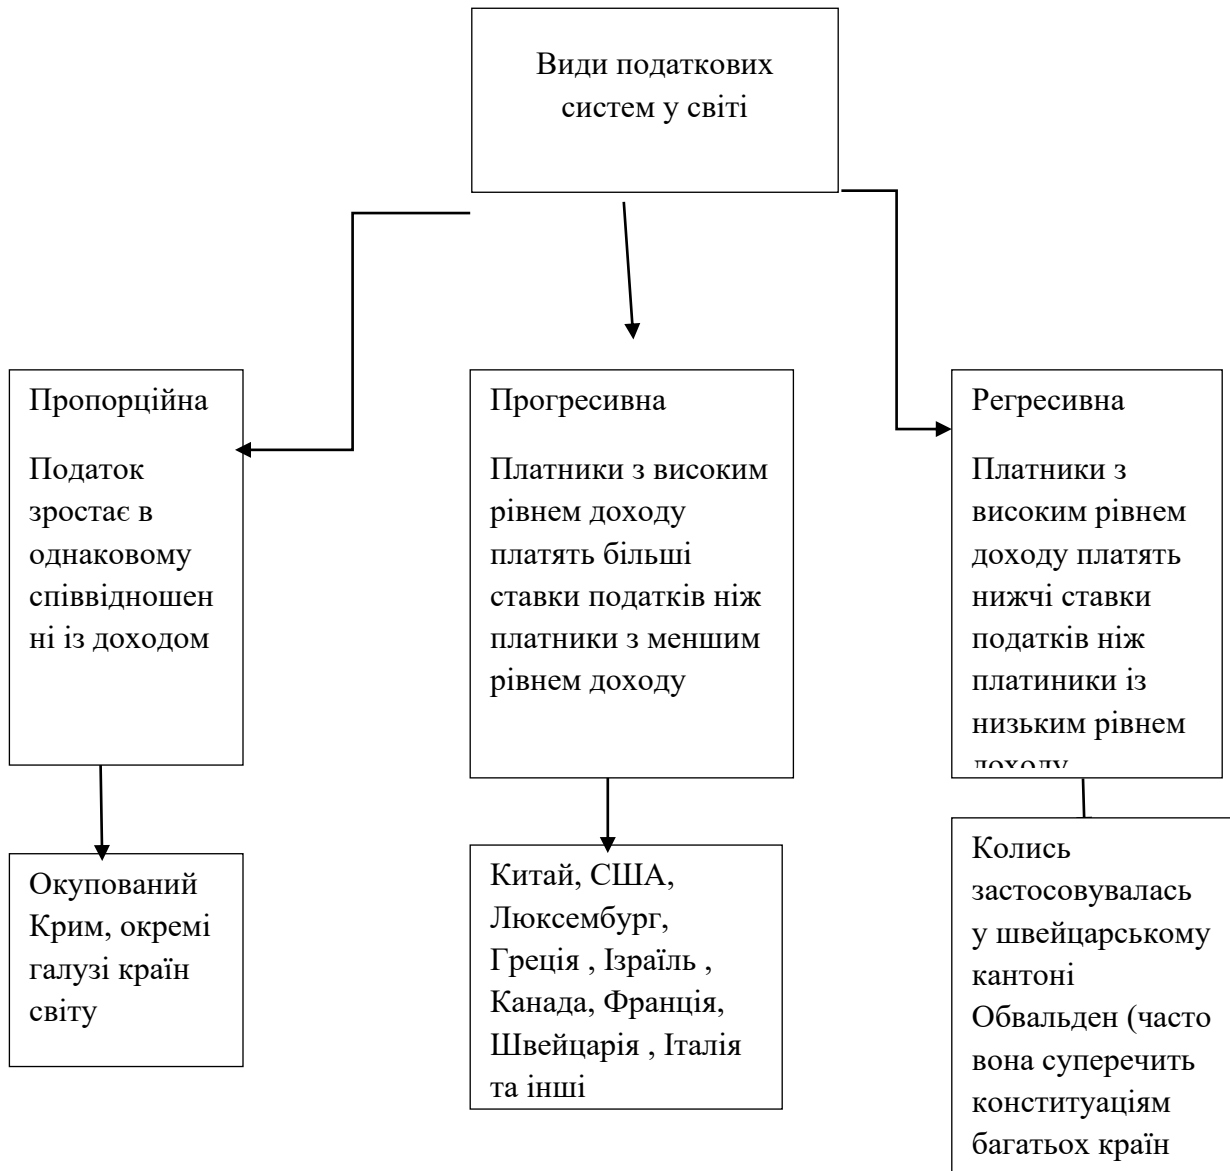 Види податкових
систем у світі
Пропорційна
Податок
зростає в
однаковому
співвідношен
ні із доходом
Прогресивна
Платники з високим
рівнем доходу
платять більші
ставки податків ніж
платники з меншим
рівнем доходу
Регресивна
Платники з
високим рівнем
доходу платять
нижчі ставки
податків ніж
платиники із
низьким рівнем
доходу
Окупований
Крим, окремі
галузі країн
світу
Китай, США,
Люксембург,
Греція , Ізраїль ,
Канада, Франція,
Швейцарія , Італія
та інші
Колись
застосовувалась
у швейцарському
кантоні
Обвальден (часто
вона суперечить
конституаціям
багатьох країн